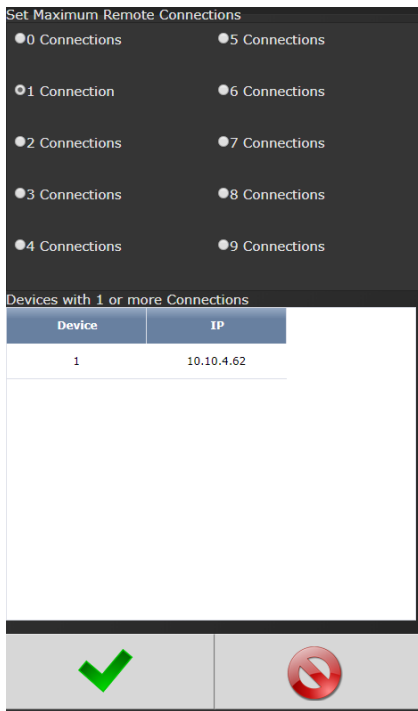 Set Maximum Remote Connections
0 Connections
5 Connections
1 Connection
6 Connections
2 Connections
7 Connections
3 Connections
8 Connections
4 Connections
9 Connections
Devices with 1 or more Connections
Device IP
1 10.10.4.62